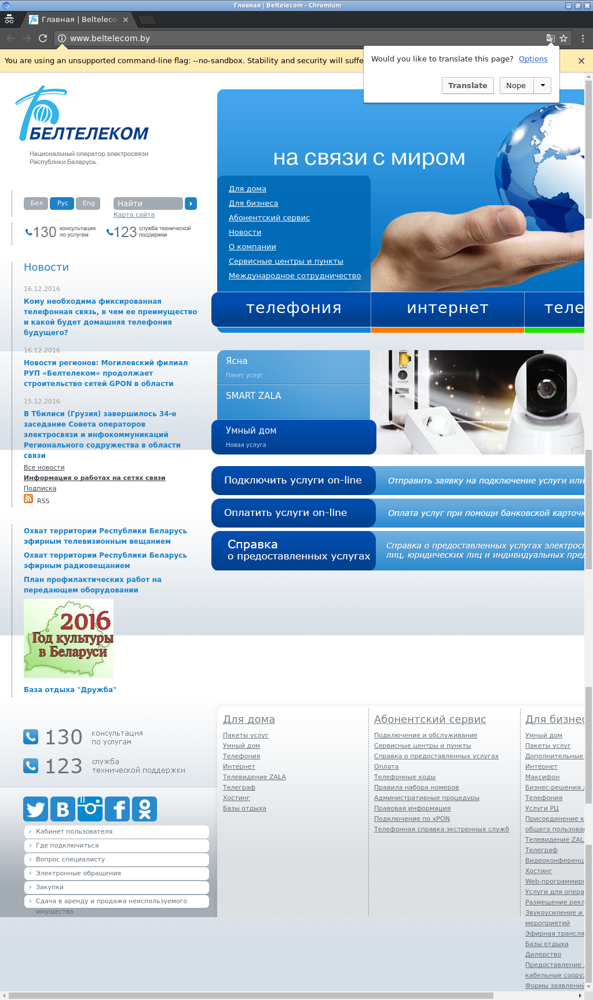 Главная | Beltelecom - Chromium
Главная | Belteleco
www.beltelecom.by
You are using an unsupported command-line flag: --no-sandbox. Stability and security will suffe
Would you like to translate this page? Options
Translate
Nope
БЕЛТЕЛЕКОМ
Национальный оператор электросвязи
Республики Беларусь.
на связи с миром
Бел
Рус
Eng
Найти
Карта сайта
130 консультация
по услугам
123 служба технической
поддержки
Для дома
Для бизнеса
Абонентский сервис
Новости
О компании
Сервисные центры и пункты
Международное сотрудничество
телефония
интернет
теле
Новости
16.12.2016
Кому необходима фиксированная
телефонная связь, в чем ее преимущество
и какой будет домашняя телефония
будущего?
16.12.2016
Новости регионов: Могилевский филиал
РУП «Белтелеком» продолжает
строительство сетей GPON в области
15.12.2016
В Тбилиси (Грузия) завершилось 34-е
заседание Совета операторов
электросвязи и инфокоммуникаций
Регионального содружества в области
связи
Все новости
Информация о работах на сетях связи
Подписка
RSS
Ясна
Пакет услуг
SMART ZALA
Умный дом
Новая услуга
LAN2
POWER
USB
Подключить услуги on-line
Отправить заявку на подключение услуги или
Оплатить услуги on-line
Оплата услуг при помощи банковской карточк
Справка
о предоставленных услугах
Справка о предоставленных услугах электросв
лиц, юридических лиц и индивидуальных пред
Охват территории Республики Беларусь
эфирным телевизионным вещанием
Охват территории Республики Беларусь
эфирным радиовещанием
План профилактических работ на
передающем оборудовании
2016
Год культуры
в Беларуси
База отдыха "Дружба"
130 консультация
по услугам
123 служба
технической поддержки
Кабинет пользователя
Где подключиться
Вопрос специалисту
Электронные обращения
Закупки
Сдача в аренду и продажа неиспользуемого
имущества
Для дома
Пакеты услуг
Умный дом
Телефония
Интернет
Телевидение ZALA
Телеграф
Хостинг
Базы отдыха
Абонентский сервис
Подключение и обслуживание
Сервисные центры и пункты
Справка о предоставленных услугах
Оплата
Телефонные коды
Правила набора номеров
Административные процедуры
Правовая информация
Подключение по xPON
Телефонная справка экстренных служб
Для бизнес
Умный дом
Пакеты услуг
Дополнительные
Интернет
Максифон
Бизнес-решения д
Телефония
Услуги РЦ
Присоединение к
общего пользован
Телевидение ZAL
Телеграф
Видеоконференц
Хостинг
Web-программиро
Услуги для опера
Размещение рекл
Звукоусиление и
мероприятий
Эфирная трансля
Базы отдыха
Дилерство
Предоставление
кабельные сооруж
Формы заявлений